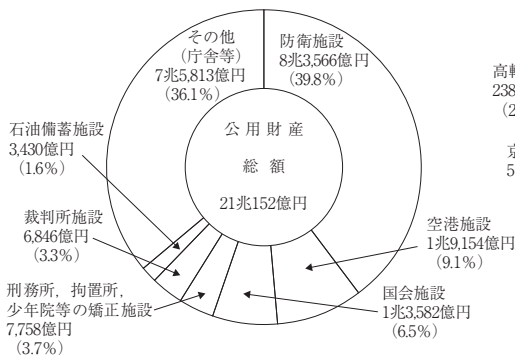 その他
(庁舎等)
7兆5,813億円
(36.1%)
防衛施設
8兆3,566億円
(39.8%)
石油備蓄施設
3,430億円
(1.6%)
公用財産
総額
21兆152億円
裁判所施設
6,846億円
(3.3%)
空港施設
1兆9,154億円
(9.1%)
刑務所，拘置所，
少年院等の矯正施設
7,758億円
(3.7%)
国会施設
1兆3,582億円
(6.5%)
238
(2
5